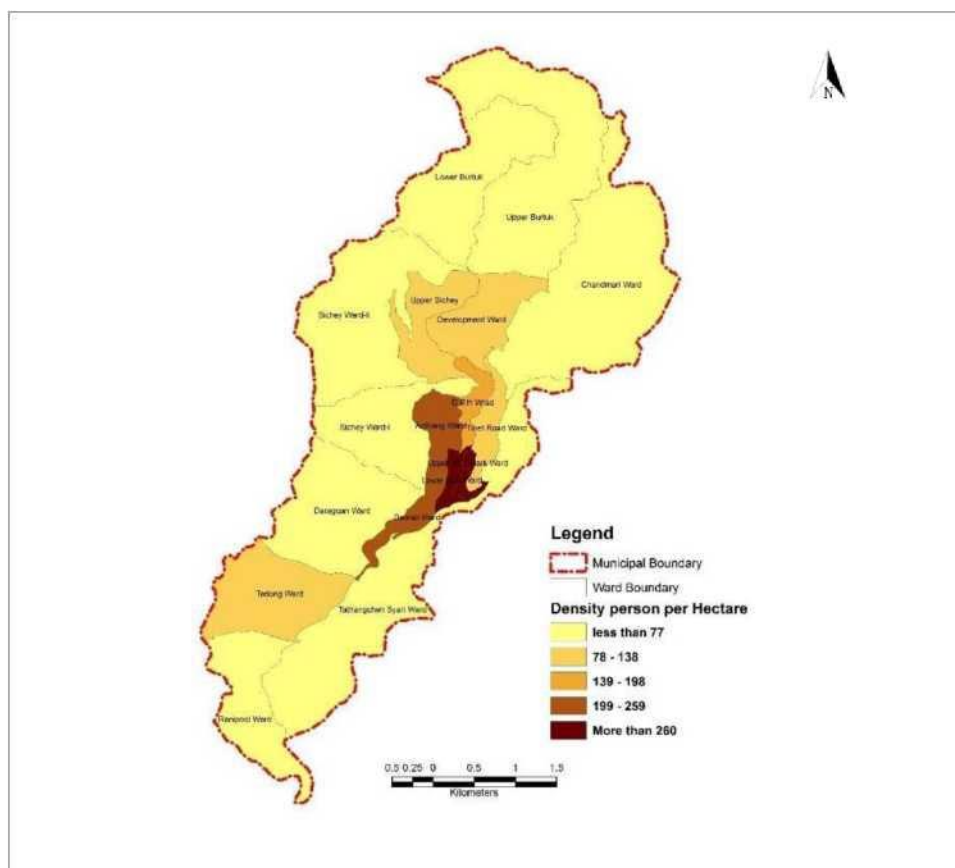 N
Lower Burtuk
Upper Burtuk
Chandmari Ward
Upper Sichey
Sichey Ward-II
Development Ward
Sichey Ward-I
Road Ward
Ward
Daragoan Ward
Tadong Ward
Tathangchen Syari Ward
Ranipool Ward
Legend
Municipal Boundary
Ward Boundary
Density person per Hectare
less than 77
78 - 138
139 - 198
199 - 259
More than 260
0.5 0.25 0 0.5 1 1.5
Kilometers